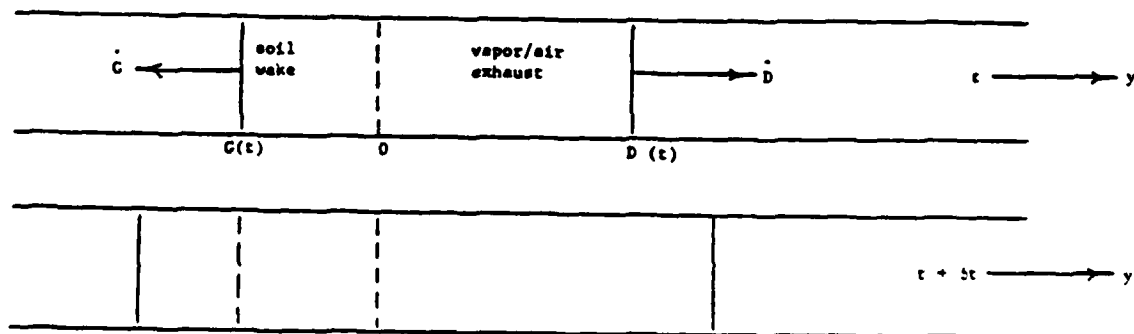 soil vapor/air
wake exhaust
Ġ Ḋ t y
G(t) 0 D (t)
t + δt y